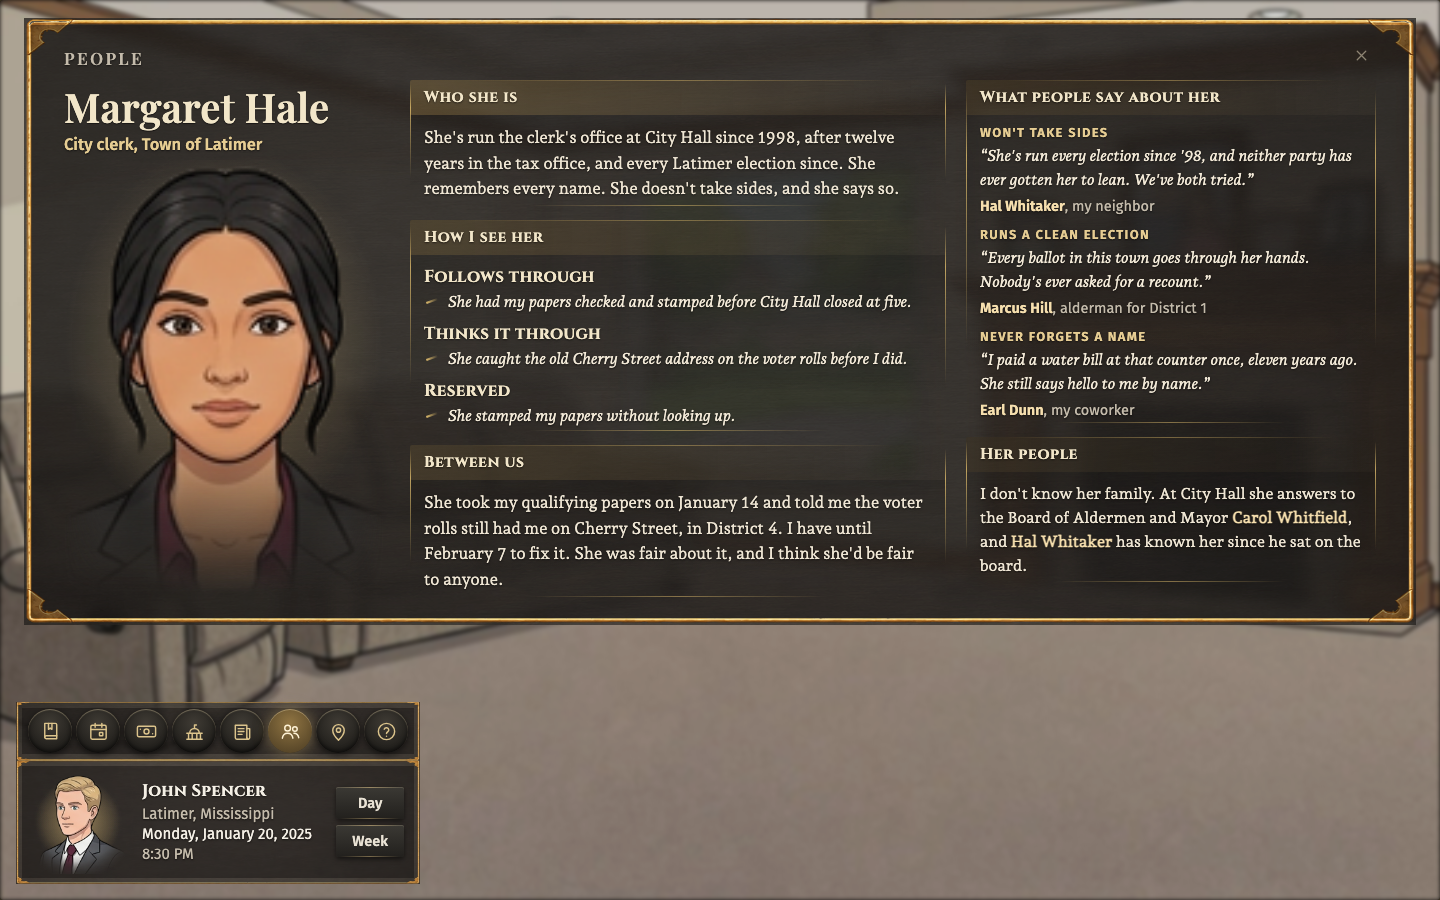 PEOPLE
×
Margaret Hale
City clerk, Town of Latimer
Who she is
She's run the clerk's office at City Hall since 1998, after twelve
years in the tax office, and every Latimer election since. She
remembers every name. She doesn't take sides, and she says so.
How I see her
Follows through
She had my papers checked and stamped before City Hall closed at five.
Thinks it through
She caught the old Cherry Street address on the voter rolls before I did.
Reserved
She stamped my papers without looking up.
Between us
She took my qualifying papers on January 14 and told me the voter
rolls still had me on Cherry Street, in District 4. I have until
February 7 to fix it. She was fair about it, and I think she'd be fair
to anyone.
What people say about her
WON'T TAKE SIDES
“She's run every election since '98, and neither party has
ever gotten her to lean. We've both tried.”
Hal Whitaker, my neighbor
RUNS A CLEAN ELECTION
“Every ballot in this town goes through her hands.
Nobody's ever asked for a recount.”
Marcus Hill, alderman for District 1
NEVER FORGETS A NAME
“I paid a water bill at that counter once, eleven years ago.
She still says hello to me by name.”
Earl Dunn, my coworker
Her people
I don't know her family. At City Hall she answers to
the Board of Aldermen and Mayor Carol Whitfield,
and Hal Whitaker has known her since he sat on the
board.
John Spencer
Latimer, Mississippi
Monday, January 20, 2025
8:30 PM
Day
Week